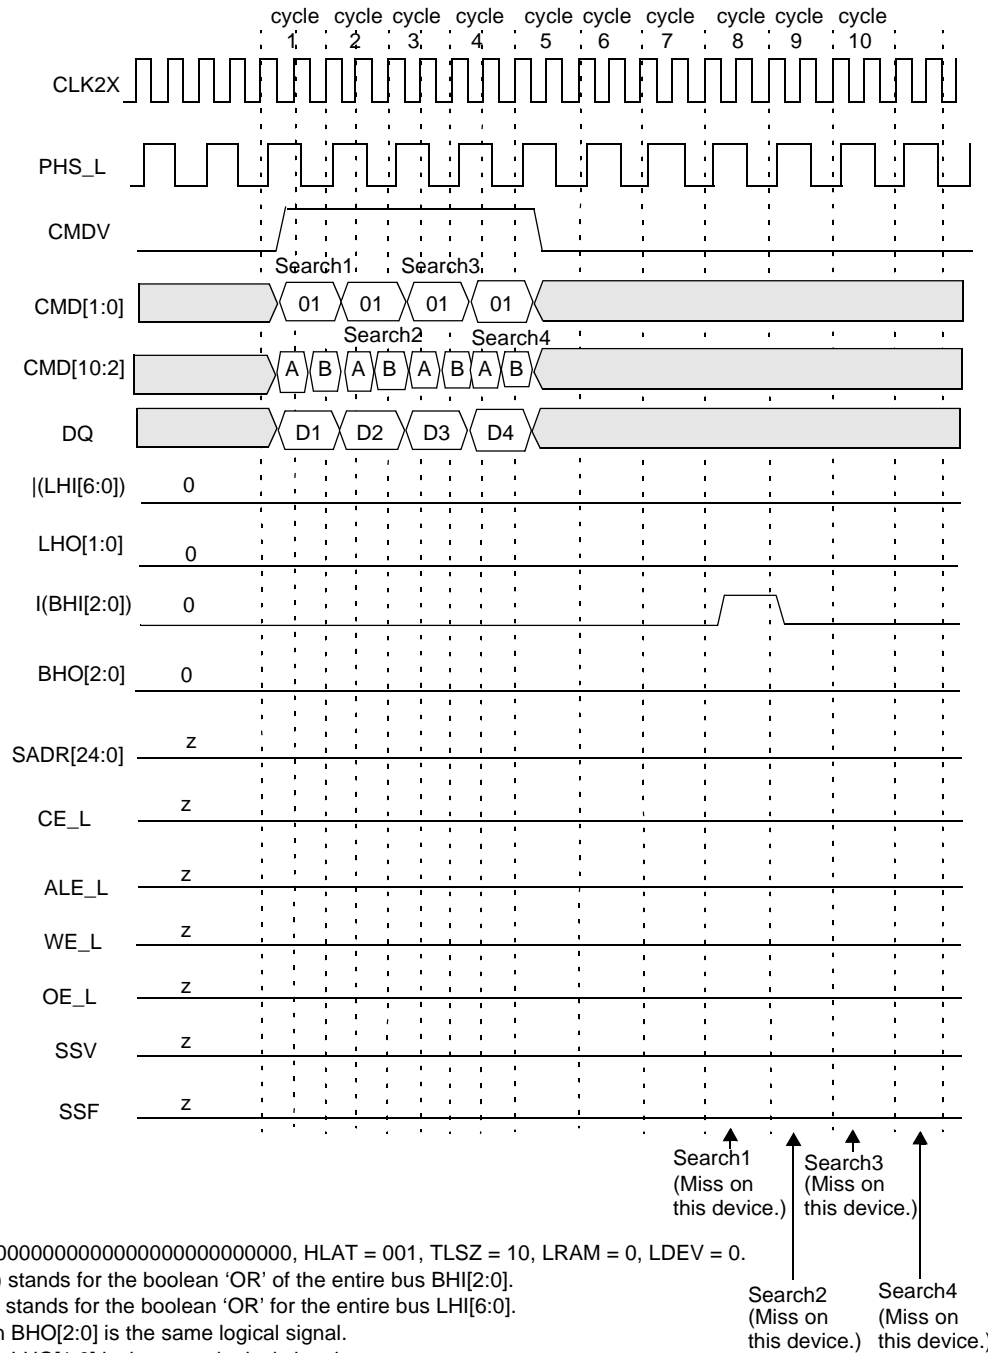 cycle cycle cycle cycle cycle cycle cycle cycle cycle cycle
1 2 3 4 5 6 7 8 9 10
CLK2X
PHS_L
CMDV
Search1 Search3
CMD[1:0] 01 01 01 01
Search2 Search4
CMD[10:2] A B A B A B A B
DQ D1 D2 D3 D4
|(LHI[6:0]) 0
LHO[1:0] 0
I(BHI[2:0]) 0
BHO[2:0] 0
SADR[24:0] z
CE_L z
ALE_L z
WE_L z
OE_L z
SSV z
SSF z
Search1 Search3
(Miss on (Miss on
this device.) this device.)
HLAT = 001, TLSZ = 10, LRAM = 0, LDEV = 0.
) stands for the boolean ‘OR’ of the entire bus BHI[2:0].
stands for the boolean ‘OR’ for the entire bus LHI[6:0].
BHO[2:0] is the same logical signal.
Search2 Search4
(Miss on (Miss on
this device.) this device.)